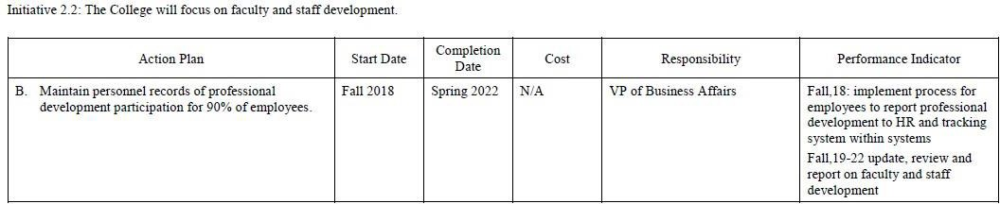 Initiative 2.2: The College will focus on faculty and staff development.
Action Plan
Start Date
Completion
Date
Cost
Responsibility
Performance Indicator
B. Maintain personnel records of professional
development participation for 90% of employees.
Fall 2018
Spring 2022
N/A
VP of Business Affairs
Fall,18: implement process for
employees to report professional
development to HR and tracking
system within systems
Fall,19-22 update, review and
report on faculty and staff
development